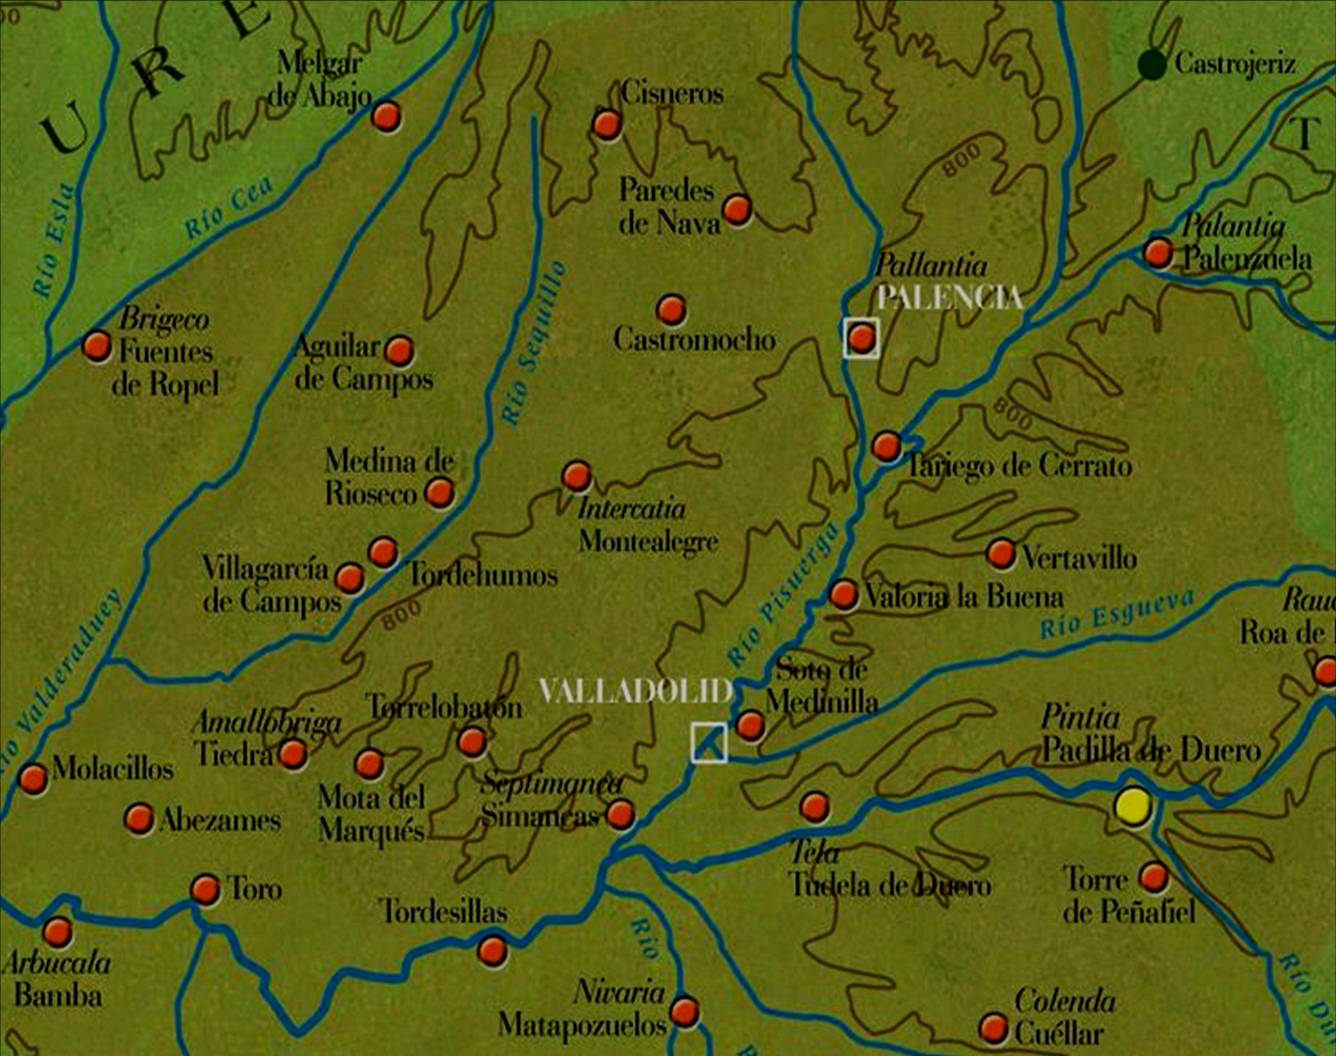 U R E
Melgar
de Abajo
Cisneros
Castrojeriz
T
Río Esla
Río Cea
Paredes
de Nava
800
Palantia
Palenzuela
Pallantia
PALENCIA
Brigeco
Fuentes
de Ropel
Aguilar
de Campos
Río Sequillo
Castromocho
800
Medina de
Rioseco
Tariego de Cerrato
Intercatia
Montealegre
Villagarcía
de Campos
Tordehumos
800
Río Pisuerga
Vertavillo
Valoria la Buena
Río Esgueva
Roa de
Valderaduey
VALLADOLID
Soto de
Medinilla
Amallobriga
Tiedra
Torrelobatón
Pintia
Padilla de Duero
Molacillos
Mota del
Marqués
Septimanca
Simancas
Abezames
Tela
Tudela de Duero
Toro
Tordesillas
Torre
de Peñafiel
Arbucala
Bamba
Río
Río
Nivaria
Matapozuelos
Colenda
Cuéllar